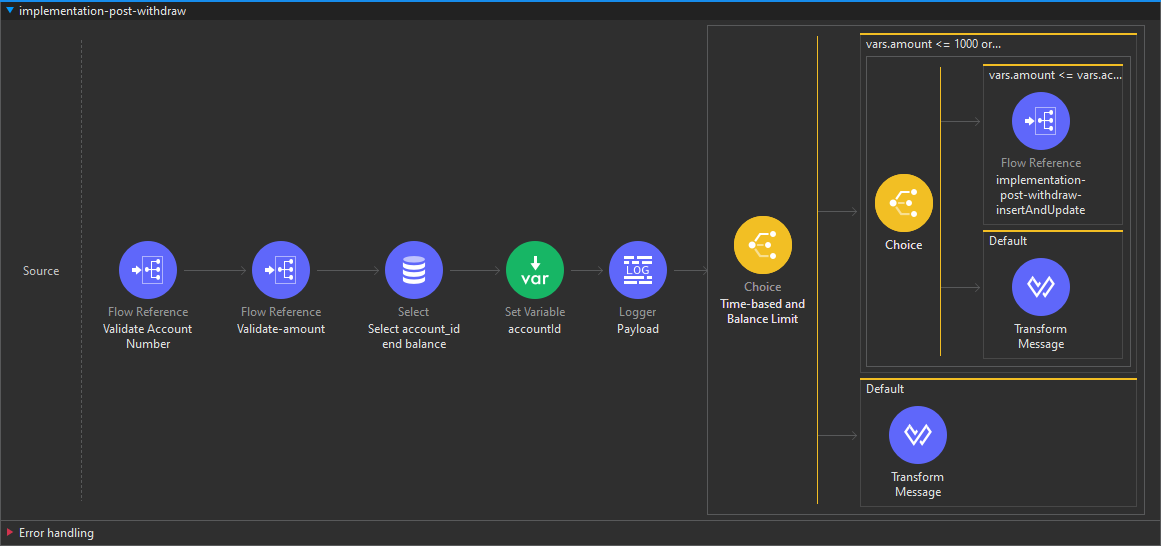 implementation-post-withdraw
Source
Flow Reference
Validate Account
Number
Flow Reference
Validate-amount
Select
Select account_id
end balance
var
Set Variable
accountId
LOG
Logger
Payload
Choice
Time-based and
Balance Limit
vars.amount <= 1000 or...
Choice
vars.amount <= vars.ac...
Flow Reference
implementation-
post-withdraw-
insertAndUpdate
Default
Transform
Message
Default
Transform
Message
Error handling